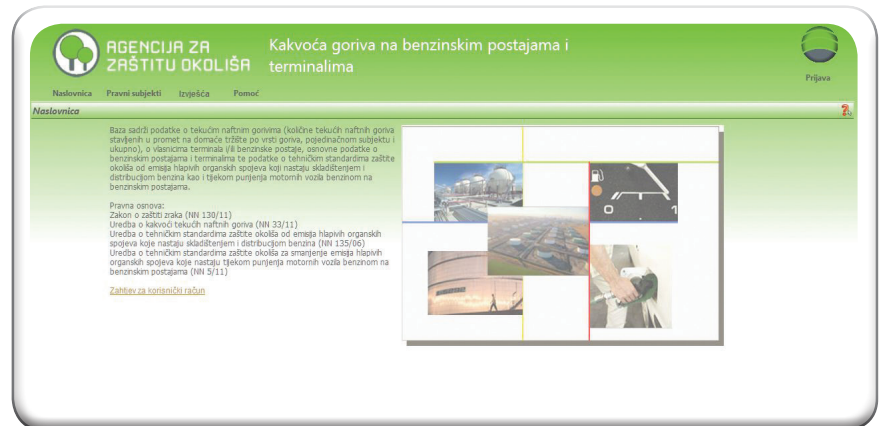 AGENCIJA ZA
ZAŠTITU OKOLIŠA
Kakvoća goriva na benzinskim postajama i
terminalima
Prijava
Naslovnica Pravni subjekti Izvješća Pomoć
Naslovnica
Baza sadrži podatke o tekućim naftnim gorivima (količine tekućih naftnih goriva
stavljenih u promet na domaće tržište po vrsti goriva, pojedinačnom subjektu i
ukupno), o vlasnicima terminala i/ili benzinske postaje, osnovne podatke o
benzinskim postajama i terminalima te podatke o tehničkim standardima zaštite
okoliša od emisija hlapivih organskih spojeva koji nastaju skladištenjem i
distribucijom benzina kao i tijekom punjenja motornih vozila benzinom na
benzinskim postajama.
Pravna osnova:
Zakon o zaštiti zraka (NN 130/11)
Uredba o kakvoći tekućih naftnih goriva (NN 33/11)
Uredba o tehničkim standardima zaštite okoliša od emisija hlapivih organskih
spojeva koje nastaju skladištenjem i distribucijom benzina (NN 135/06)
Uredba o tehničkim standardima zaštite okoliša za smanjenje emisija hlapivih
organskih spojeva koje nastaju tijekom punjenja motornih vozila benzinom na
benzinskim postajama (NN 5/11)
Zahtjev za korisnički račun
0 1